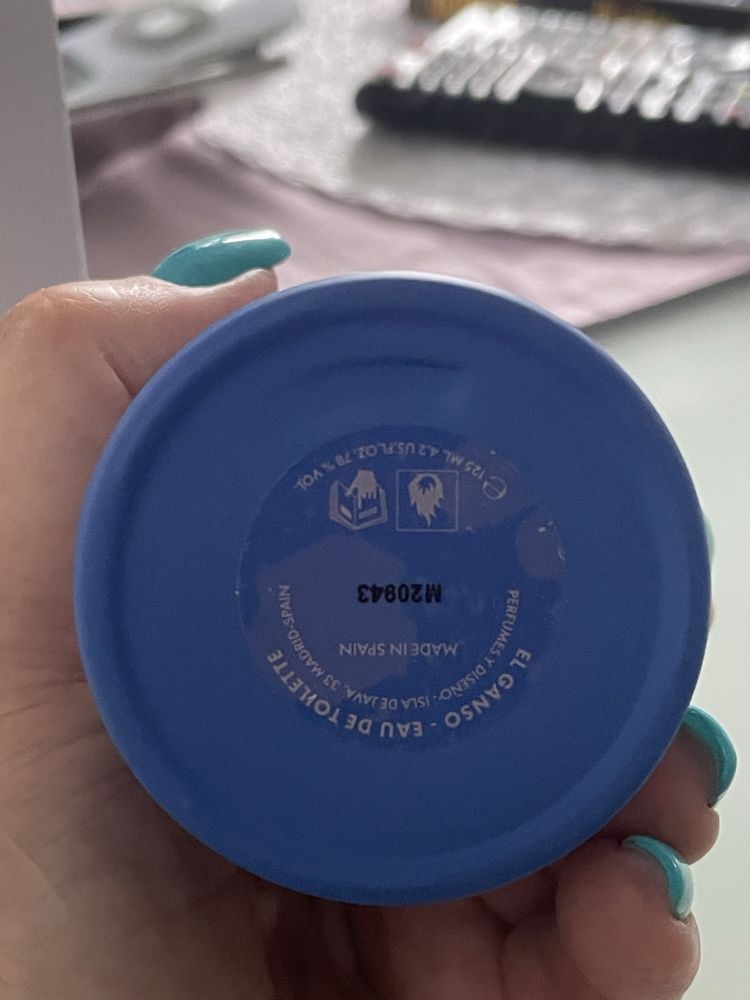 EL GANSO - EAU DE TOILETTE
PERFUMES Y DISEÑO - ISLA DE JAVA, 33 MADRID-SPAIN
MADE IN SPAIN
M20943
℮ 125 ML. 4.2 US.FL.OZ. 78 % VOL.